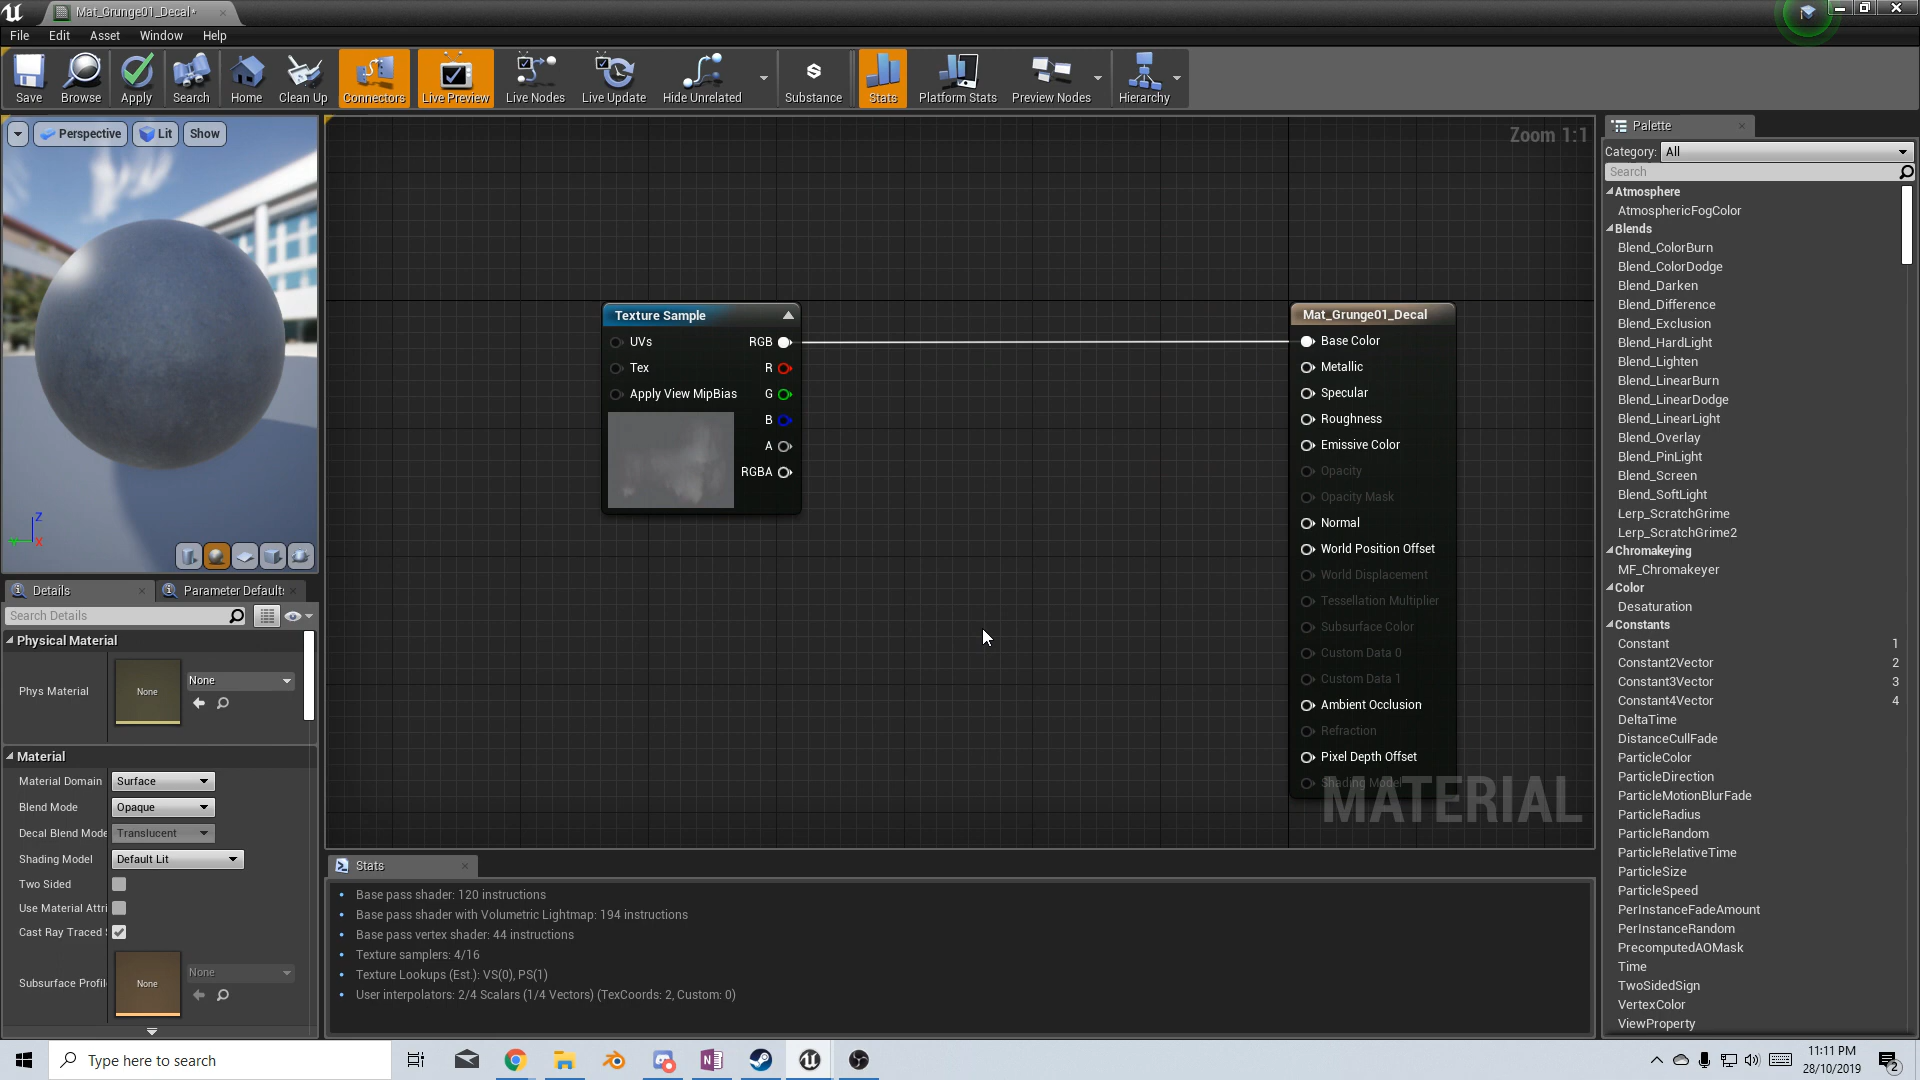 Mat_Grunge01_Decal*
File Edit Asset Window Help
Save Browse Apply Search Home Clean Up Connectors Live Preview Live Nodes Live Update Hide Unrelated Substance Stats Platform Stats Preview Nodes Hierarchy
Perspective Lit Show
Z
X
Zoom 1:1
Texture Sample
UVs RGB
Tex R
Apply View MipBias G
B
A
RGBA
Mat_Grunge01_Decal
Base Color
Metallic
Specular
Roughness
Emissive Color
Opacity
Opacity Mask
Normal
World Position Offset
World Displacement
Tessellation Multiplier
Subsurface Color
Custom Data 0
Custom Data 1
Ambient Occlusion
Refraction
Pixel Depth Offset
Shading Model
MATERIAL
Details Parameter Defaults
Search Details
Physical Material
Phys Material None None
Material
Material Domain Surface
Blend Mode Opaque
Decal Blend Mode Translucent
Shading Model Default Lit
Two Sided
Use Material Attri
Cast Ray Traced
Subsurface Profil None None
Stats
Base pass shader: 120 instructions
Base pass shader with Volumetric Lightmap: 194 instructions
Base pass vertex shader: 44 instructions
Texture samplers: 4/16
Texture Lookups (Est.): VS(0), PS(1)
User interpolators: 2/4 Scalars (1/4 Vectors) (TexCoords: 2, Custom: 0)
Palette
Category: All
Search
Atmosphere
AtmosphericFogColor
Blends
Blend_ColorBurn
Blend_ColorDodge
Blend_Darken
Blend_Difference
Blend_Exclusion
Blend_HardLight
Blend_Lighten
Blend_LinearBurn
Blend_LinearDodge
Blend_LinearLight
Blend_Overlay
Blend_PinLight
Blend_Screen
Blend_SoftLight
Lerp_ScratchGrime
Lerp_ScratchGrime2
Chromakeying
MF_Chromakeyer
Color
Desaturation
Constants
Constant 1
Constant2Vector 2
Constant3Vector 3
Constant4Vector 4
DeltaTime
DistanceCullFade
ParticleColor
ParticleDirection
ParticleMotionBlurFade
ParticleRadius
ParticleRandom
ParticleRelativeTime
ParticleSize
ParticleSpeed
PerInstanceFadeAmount
PerInstanceRandom
PrecomputedAOMask
Time
TwoSidedSign
VertexColor
ViewProperty
Type here to search
11:11 PM
28/10/2019
2